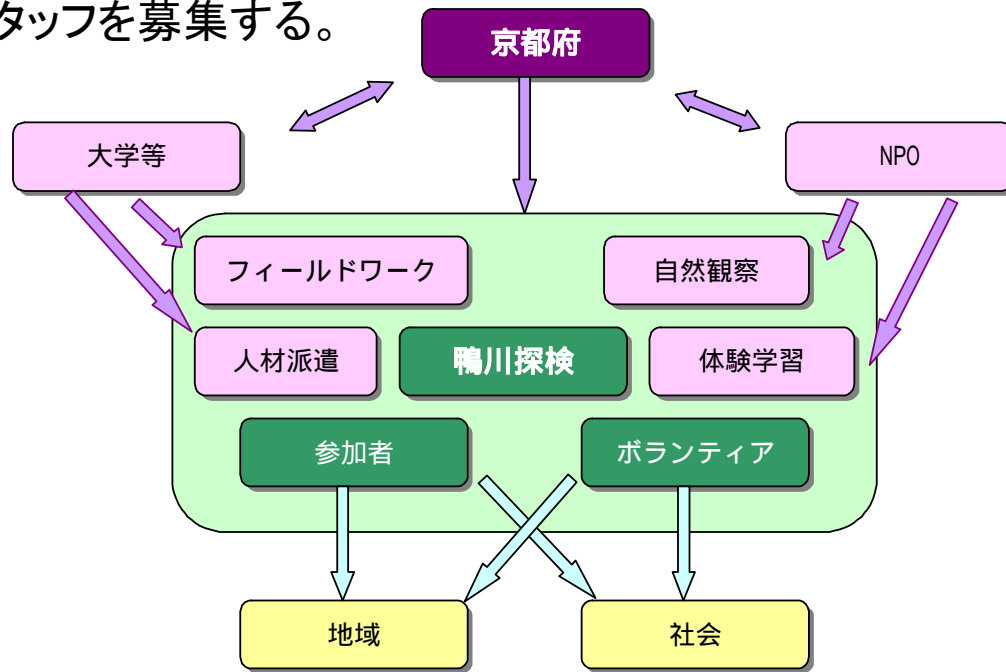 タッフを募集する。
京都府
大学等
NPO
フィールドワーク
自然観察
人材派遣
鴨川探検
体験学習
参加者
ボランティア
地域
社会